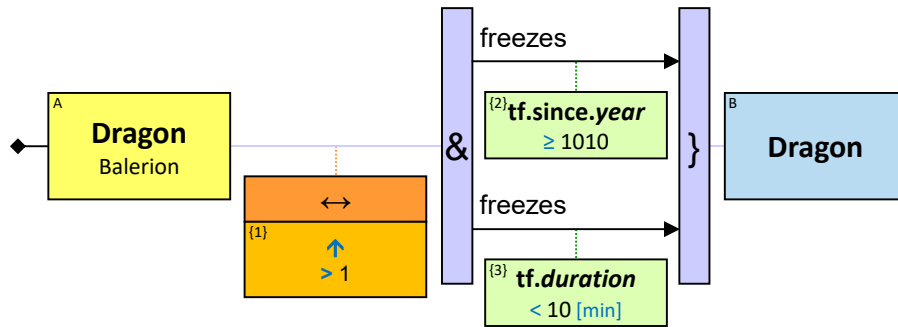 A
Dragon
Balerion
↔
{1}
↑
> 1
&
freezes
{2} tf.since.year
≥ 1010
freezes
{3} tf.duration
< 10 [min]
}
B
Dragon